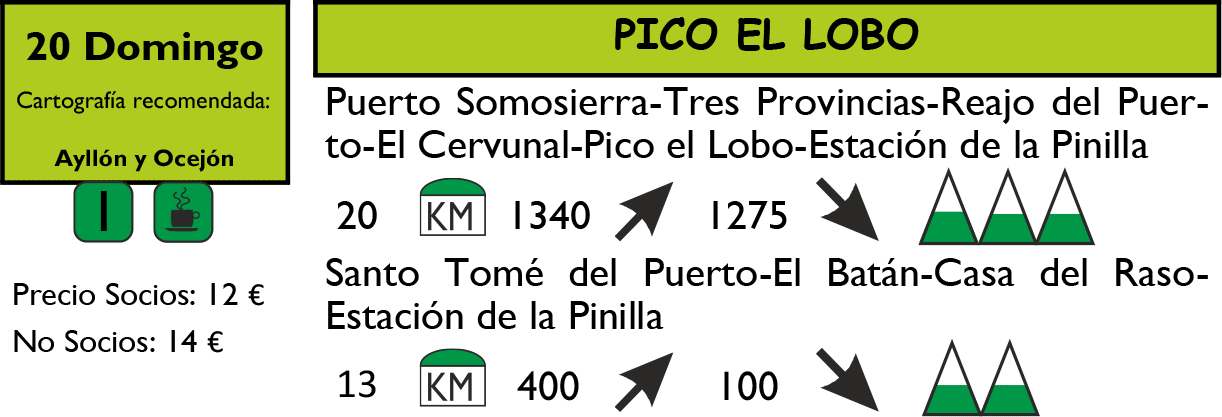 20 Domingo
Cartografía recomendada:
Ayllón y Ocejón
I
Precio Socios: 12 €
No Socios: 14 €
PICO EL LOBO
Puerto Somosierra-Tres Provincias-Reajo del Puer-
to-El Cervunal-Pico el Lobo-Estación de la Pinilla
20 KM 1340 1275
Santo Tomé del Puerto-El Batán-Casa del Raso-
Estación de la Pinilla
13 KM 400 100